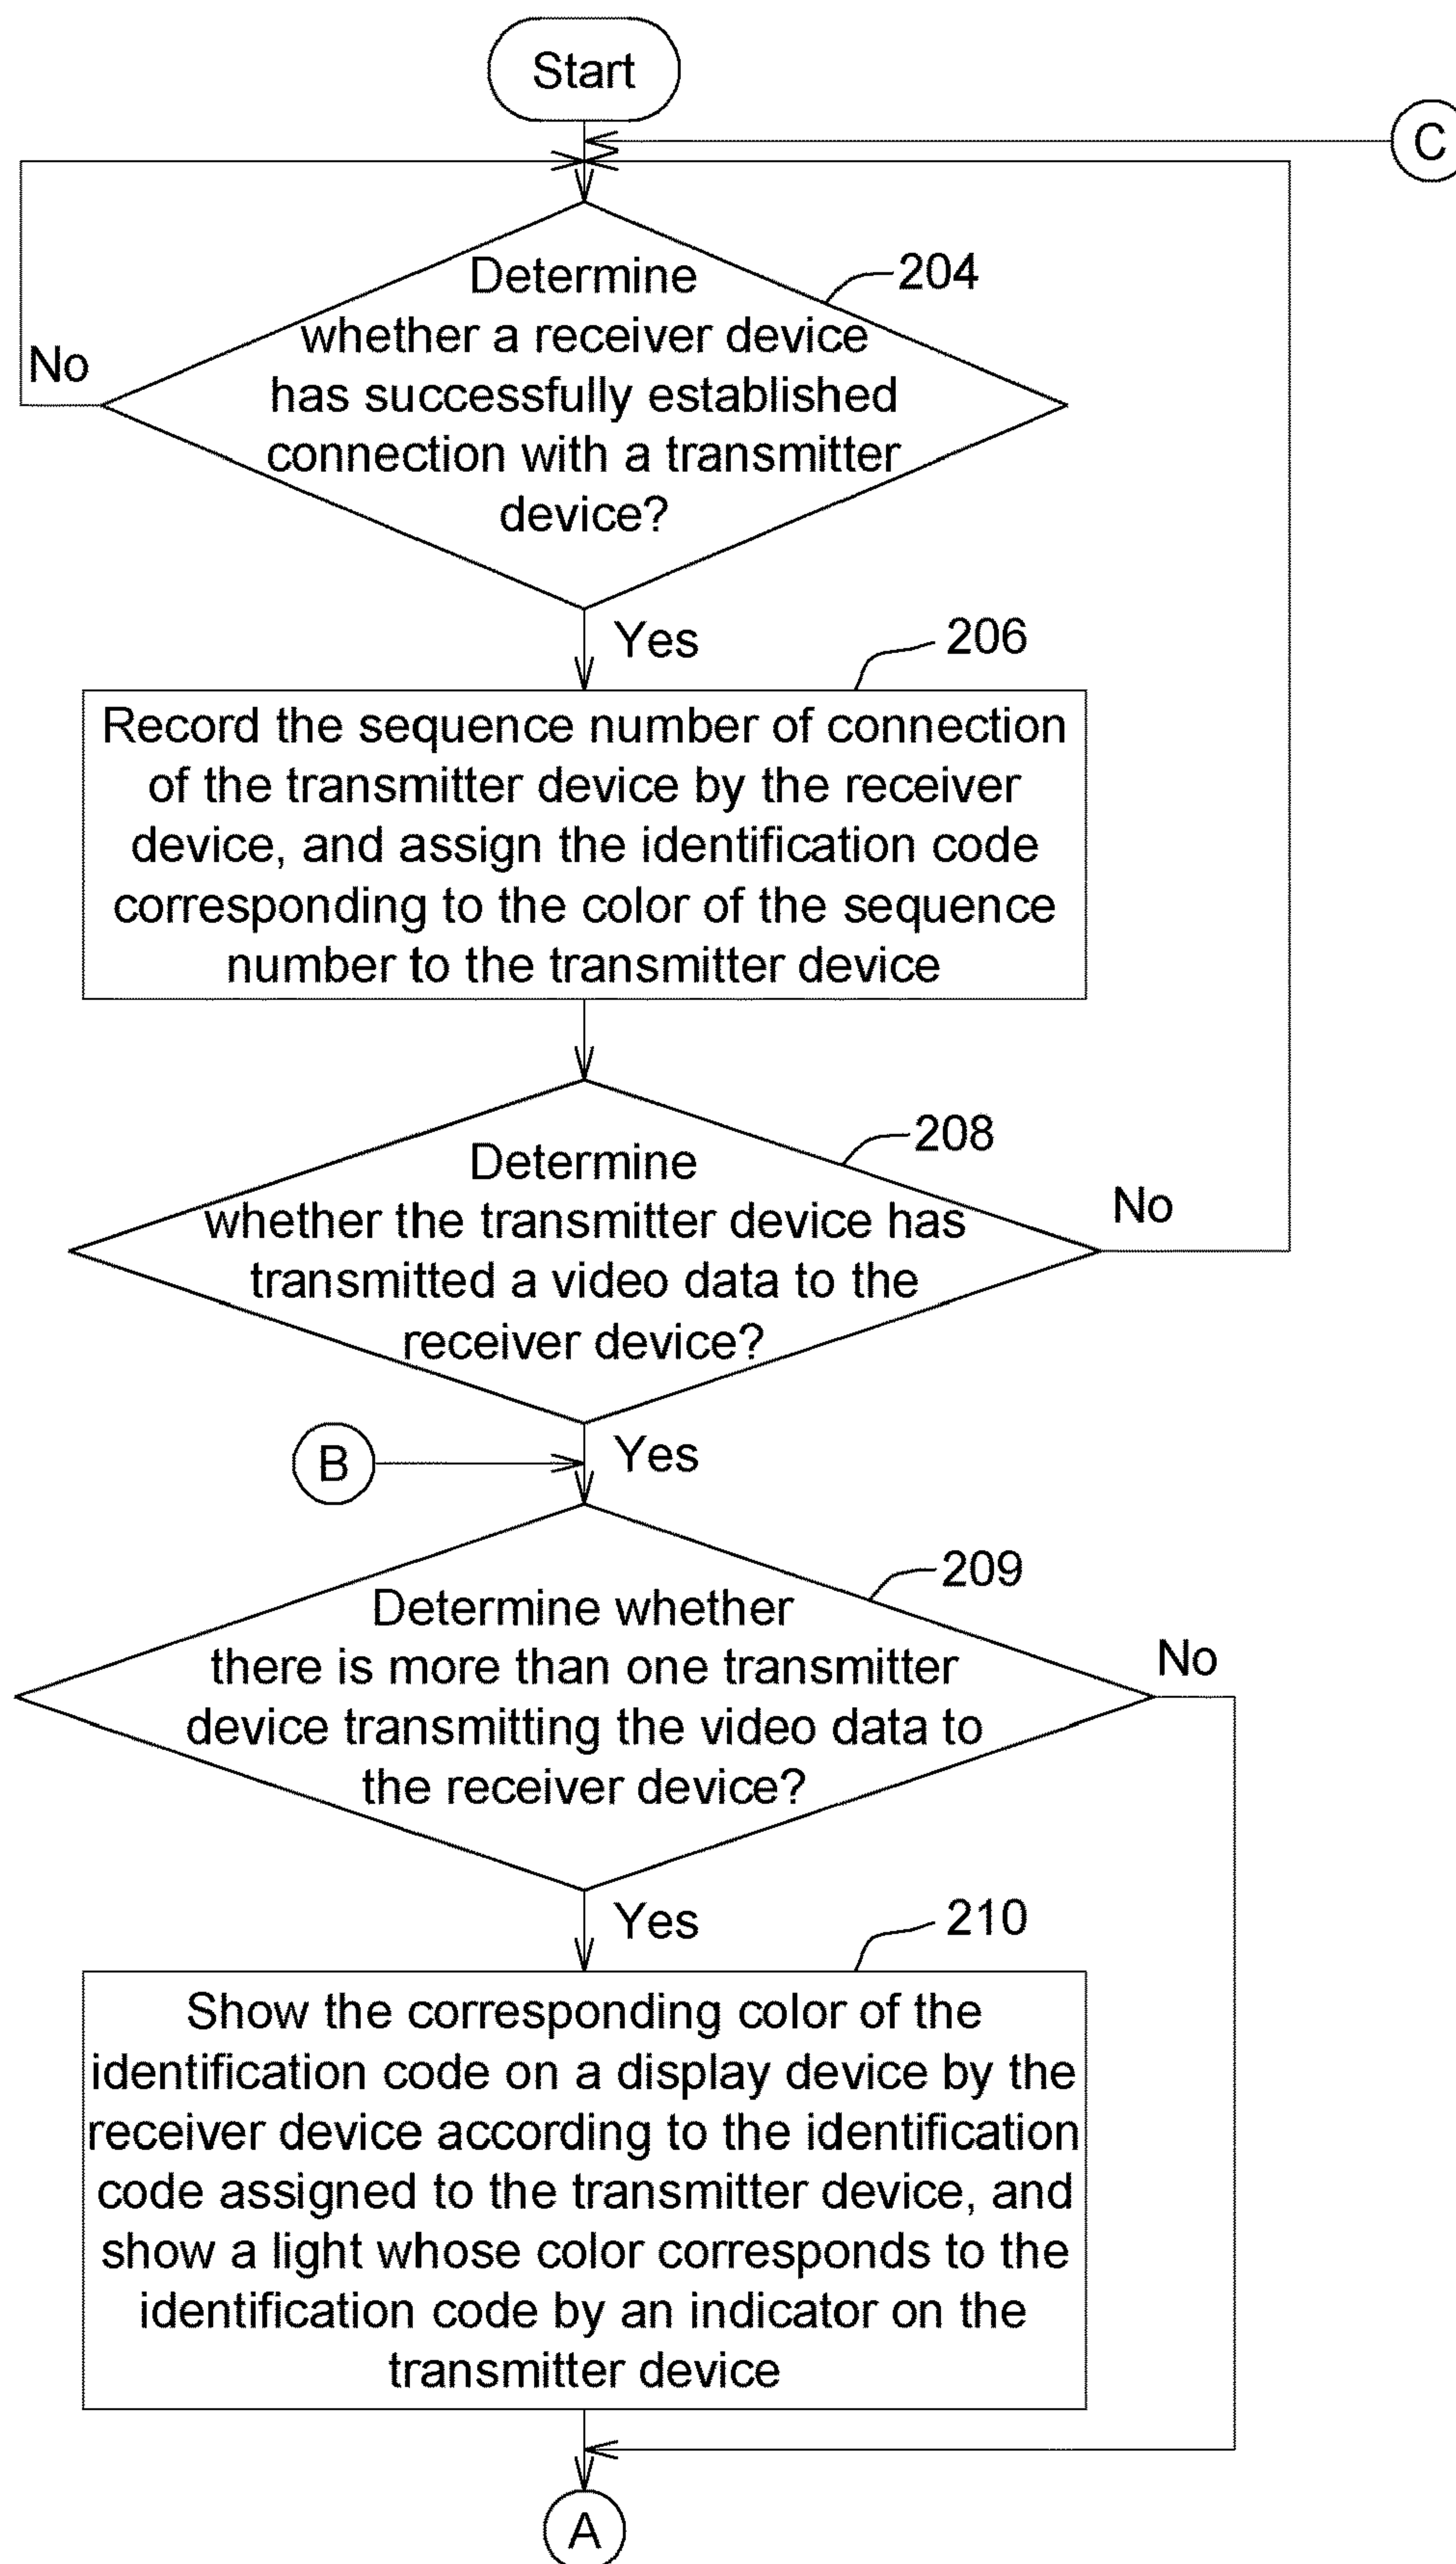 Start
C
Determine
whether a receiver device
has successfully established
connection with a transmitter
device?
204
No
Yes
206
Record the sequence number of connection
of the transmitter device by the receiver
device, and assign the identification code
corresponding to the color of the sequence
number to the transmitter device
208
Determine
whether the transmitter device has
transmitted a video data to the
receiver device?
No
B
Yes
209
Determine whether
there is more than one transmitter
device transmitting the video data to
the receiver device?
No
Yes
210
Show the corresponding color of the
identification code on a display device by the
receiver device according to the identification
code assigned to the transmitter device, and
show a light whose color corresponds to the
identification code by an indicator on the
transmitter device
A